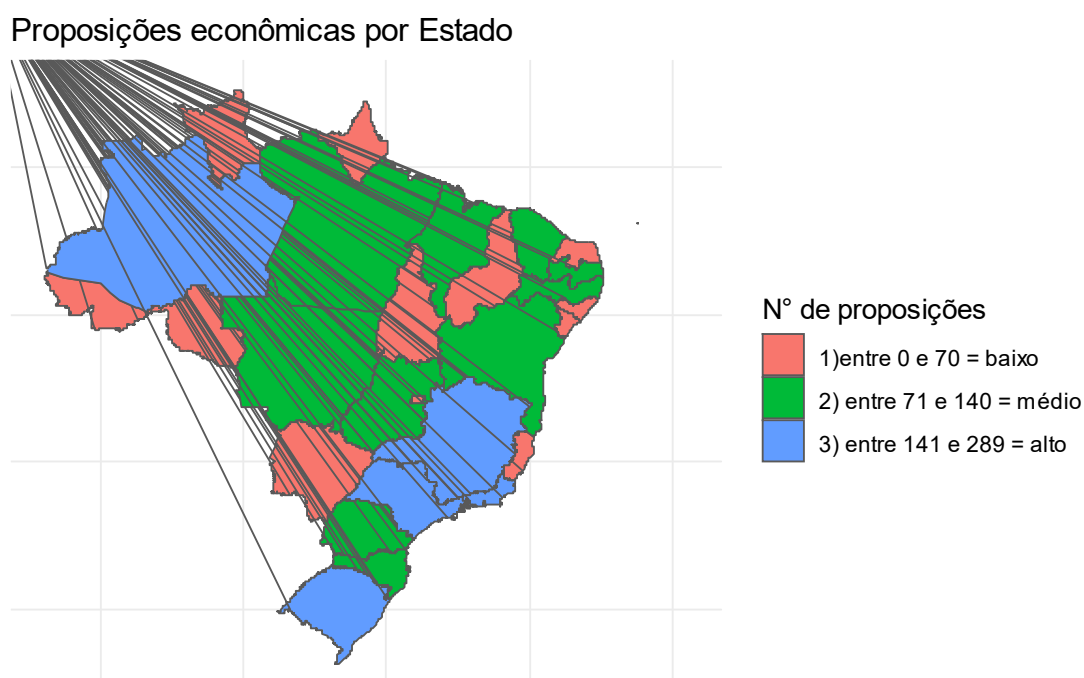 Proposições econômicas por Estado
N° de proposições
1)entre 0 e 70 = baixo
2) entre 71 e 140 = médio
3) entre 141 e 289 = alto